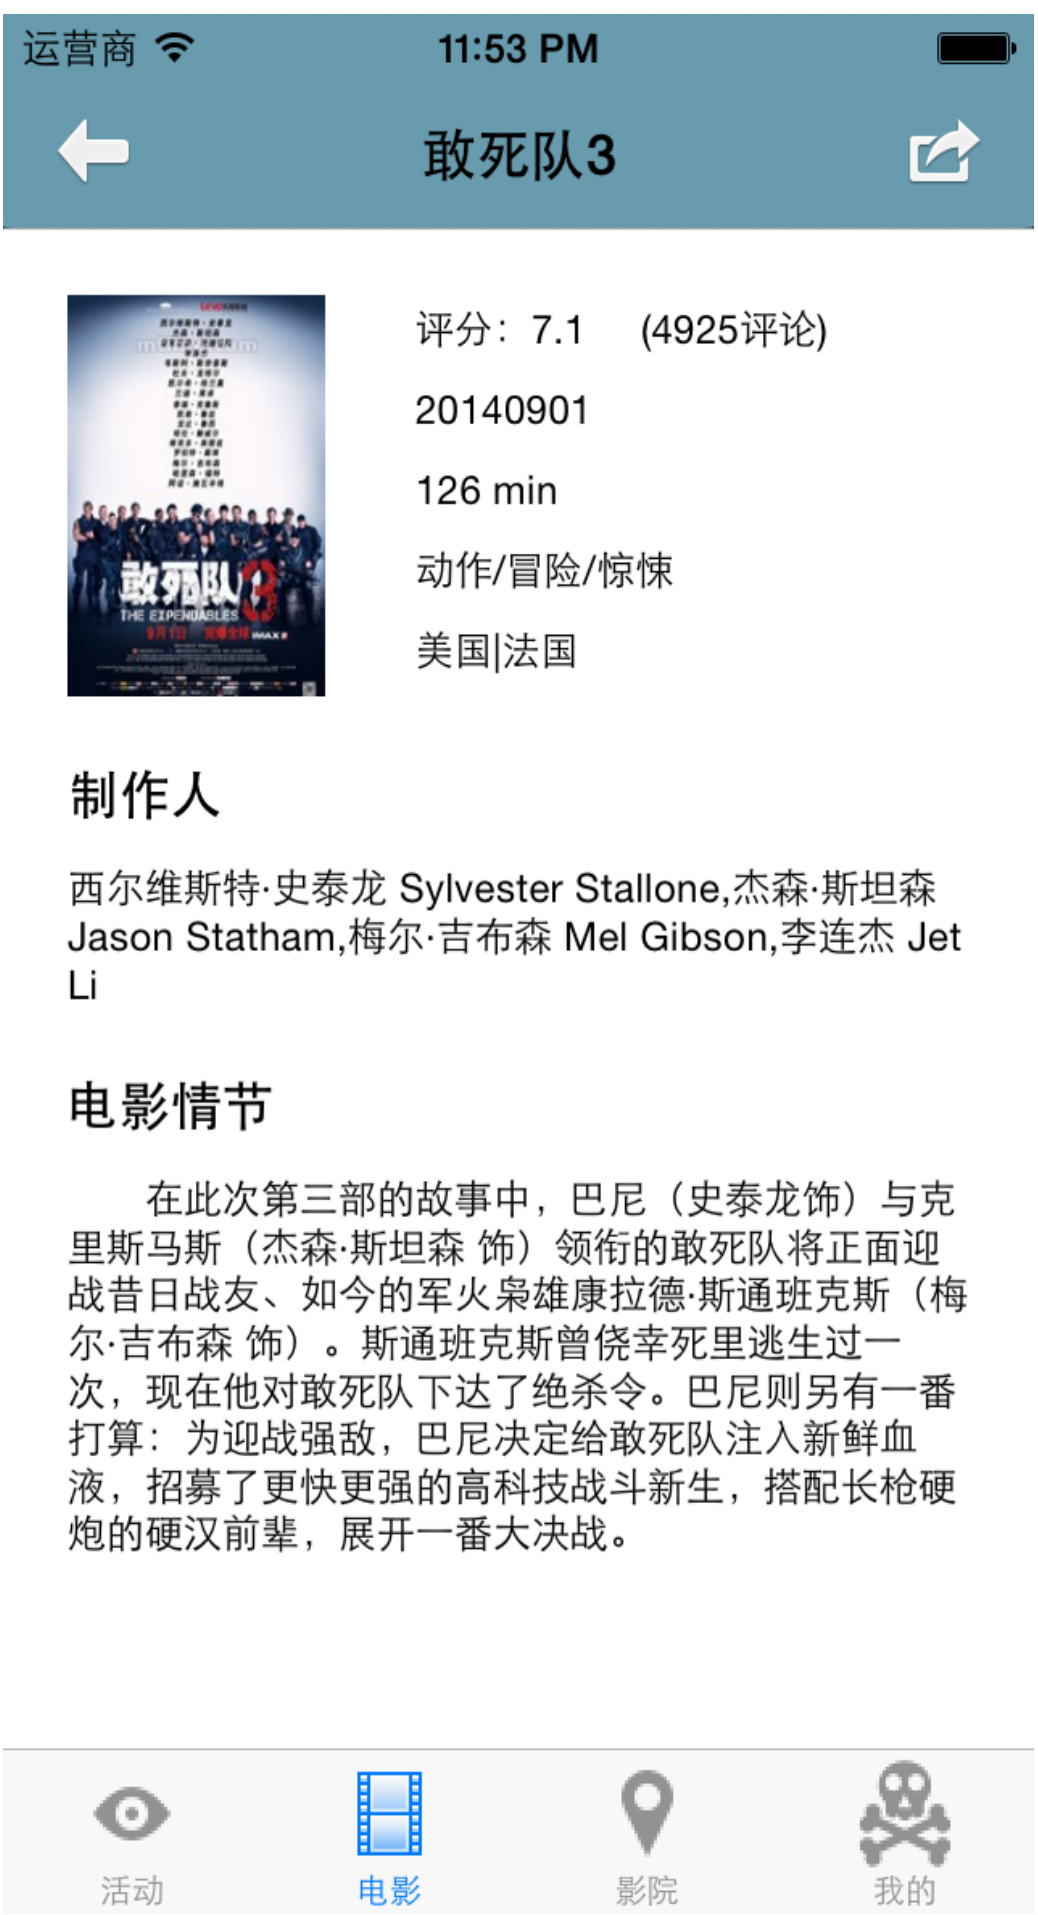 运营商
11:53 PM
敢死队3
评分：7.1 (4925评论)
20140901
126 min
动作/冒险/惊悚
美国|法国
敢死队3
THE EXPENDABLES
9月1日
IMAX
制作人
西尔维斯特·史泰龙 Sylvester Stallone,杰森·斯坦森
Jason Statham,梅尔·吉布森 Mel Gibson,李连杰 Jet
Li
电影情节
在此次第三部的故事中，巴尼（史泰龙饰）与克
里斯马斯（杰森·斯坦森 饰）领衔的敢死队将正面迎
战昔日战友、如今的军火枭雄康拉德·斯通班克斯（梅
尔·吉布森 饰）。斯通班克斯曾侥幸死里逃生过一
次，现在他对敢死队下达了绝杀令。巴尼则另有一番
打算：为迎战强敌，巴尼决定给敢死队注入新鲜血
液，招募了更快更强的高科技战斗新生，搭配长枪硬
炮的硬汉前辈，展开一番大决战。
活动
电影
影院
我的